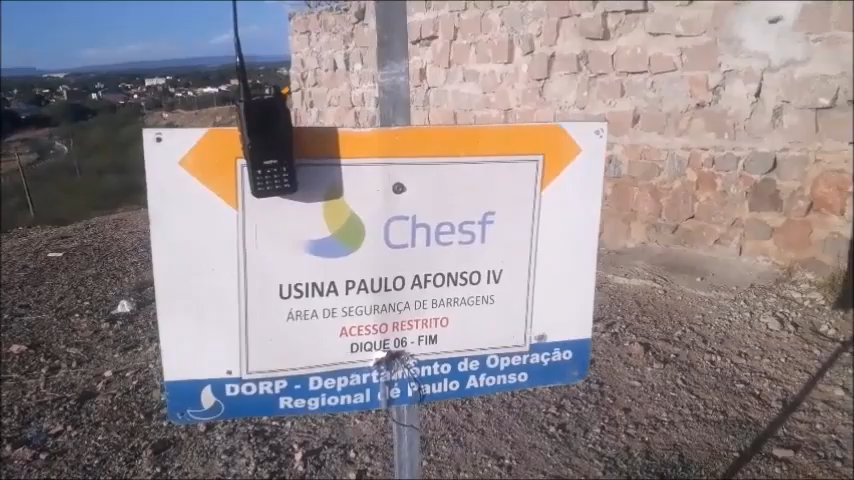 Chesf
USINA PAULO AFONSO IV
ÁREA DE SEGURANÇA DE BARRAGENS
ACESSO RESTRITO
DIQUE 06 - FIM
DORP - Departamento de Operação
Regional de Paulo Afonso